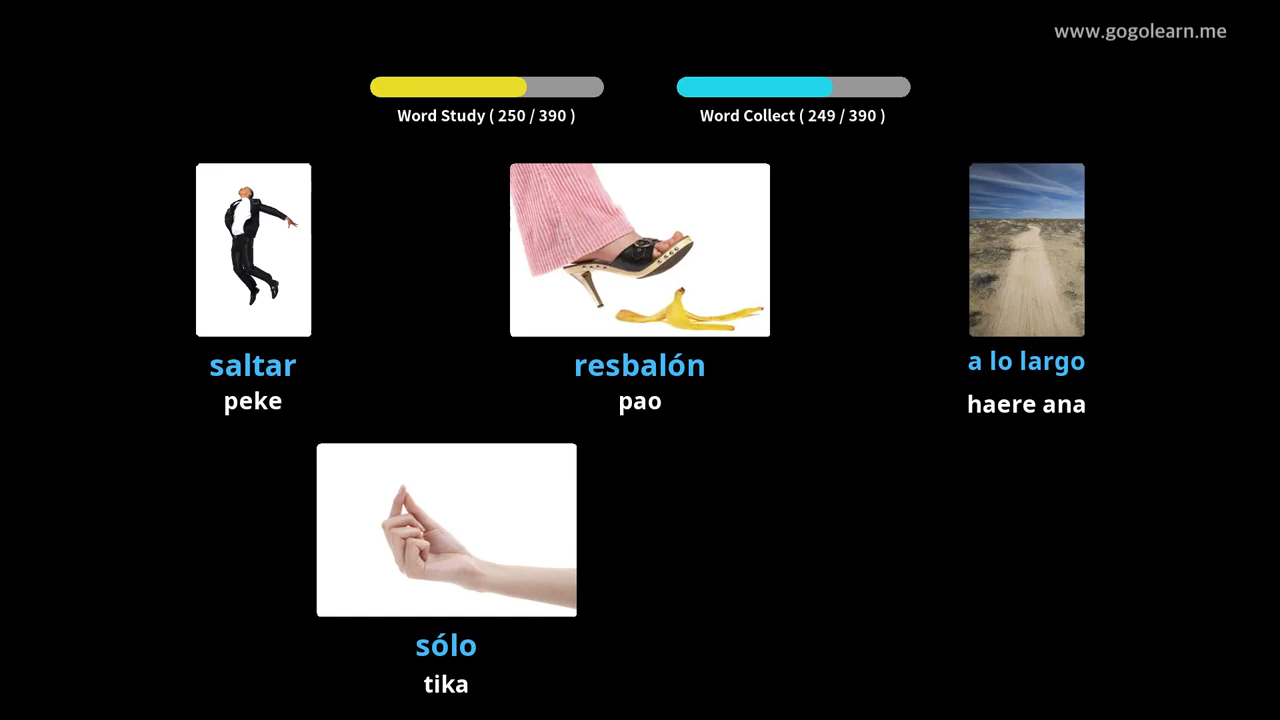 www.gogolearn.me
Word Study ( 250 / 390 )
Word Collect ( 249 / 390 )
saltar
peke
resbalón
pao
a lo largo
haere ana
sólo
tika